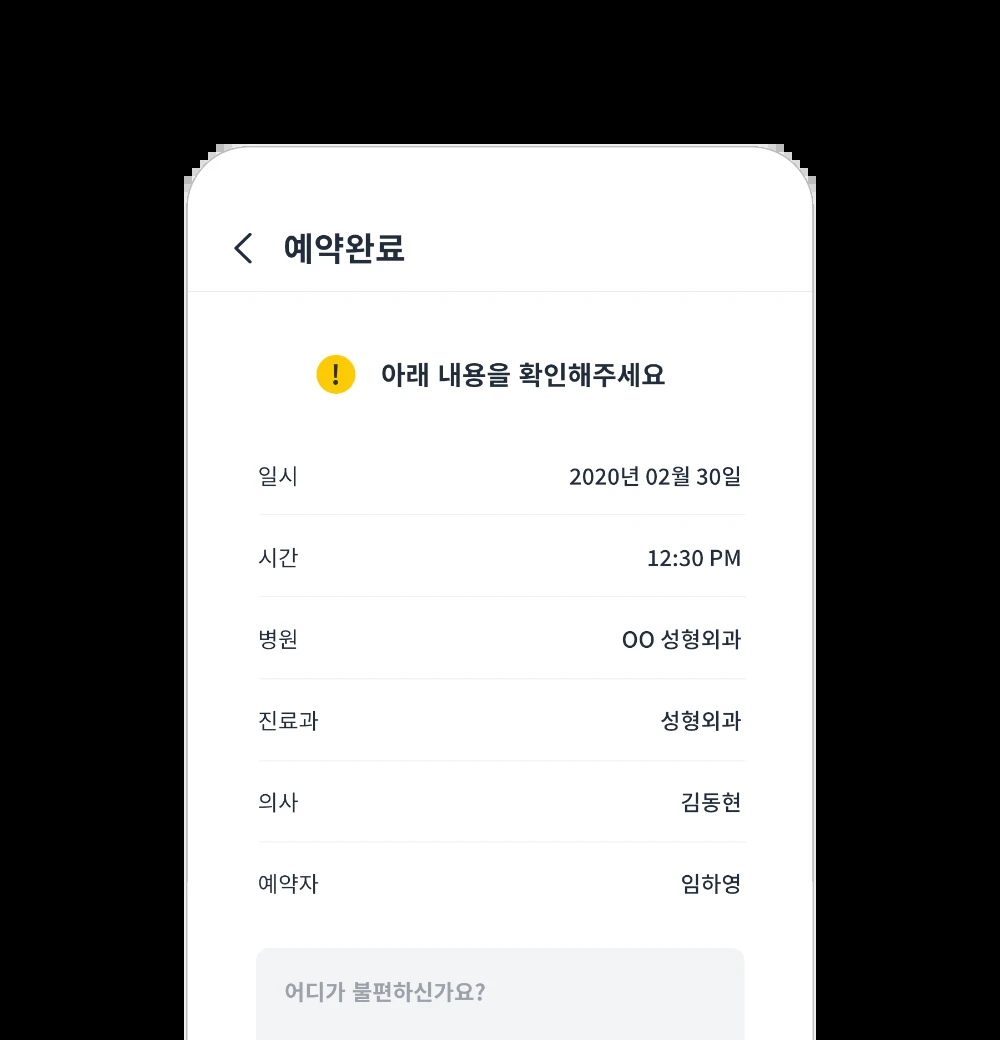 예약완료
! 아래 내용을 확인해주세요
일시 2020년 02월 30일
시간 12:30 PM
병원 OO 성형외과
진료과 성형외과
의사 김동현
예약자 임하영
어디가 불편하신가요?